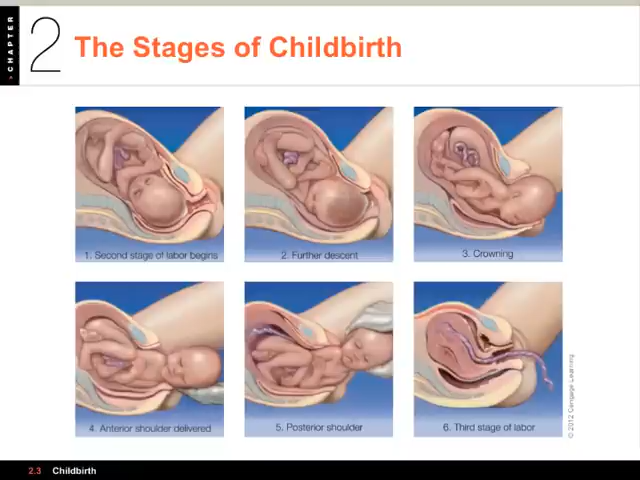 CHAPTER
2
The Stages of Childbirth
1. Second stage of labor begins
2. Further descent
3. Crowning
4. Anterior shoulder delivered
5. Posterior shoulder
6. Third stage of labor
© 2012 Cengage Learning
2.3 Childbirth